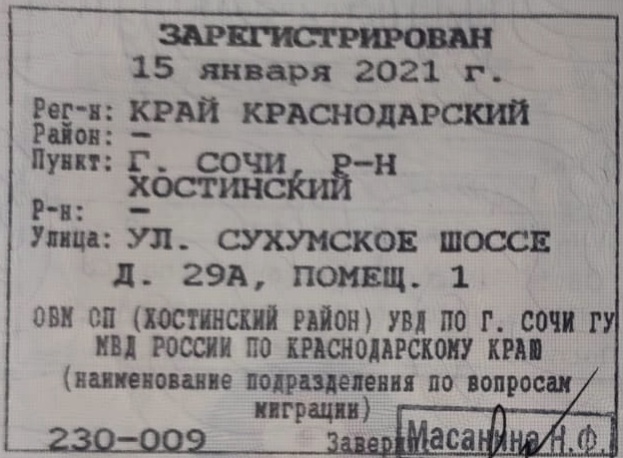 ЗАРЕГИСТРИРОВАН
15 января 2021 г.
Рег-н: КРАЙ КРАСНОДАРСКИЙ
Район: –
Пункт: Г. СОЧИ, Р-Н
ХОСТИНСКИЙ
Р-н: –
Улица: УЛ. СУХУМСКОЕ ШОССЕ
Д. 29А, ПОМЕЩ. 1
ОВМ ОП (ХОСТИНСКИЙ РАЙОН) УВД ПО Г. СОЧИ ГУ
МВД РОССИИ ПО КРАСНОДАРСКОМУ КРАЮ
(наименование подразделения по вопросам
миграции)
230-009 Заверил Масанина Н.Ф.